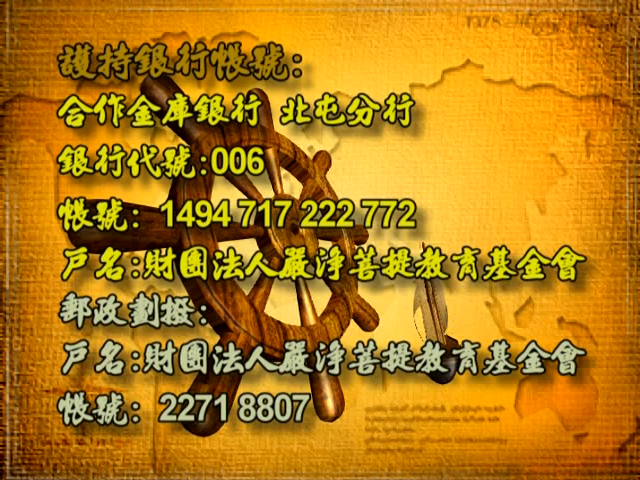 護持銀行帳號:
合作金庫銀行 北屯分行
銀行代號:006
帳號: 1494 717 222 772
戶名:財團法人嚴淨菩提教育基金會
郵政劃撥:
戶名:財團法人嚴淨菩提教育基金會
帳號: 2271 8807